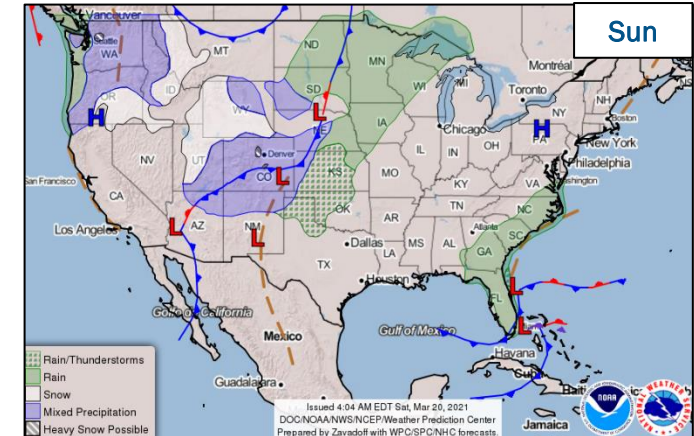 Sun
Vancouver
Seattle
WA
MT
ND
MN
OR
ID
SD
WI
MI
Montréal
Toronto
NH
NY
Boston
H
WY
L
NE
IA
Chicago
H
PA
New York
NV
UT
Denver
CO
IL
IN
OH
Philadelphia
San Francisco
L
KS
MO
KY
VA
Washington
CA
OK
TN
NC
Los Angeles
L
AZ
NM
L
AR
Atlanta
SC
Dallas
MS
AL
GA
TX
LA
Houston
FL
L
L
Golfo de California
Gulf of Mexico
México
Havana
Cuba
Guadalajara
Jamaica
Rain/Thunderstorms
Rain
Snow
Mixed Precipitation
Heavy Snow Possible
Issued 4:04 AM EDT Sat, Mar 20, 2021
DOC/NOAA/NWS/NCEP/Weather Prediction Center
Prepared by Zavadoff with WPC/SPC/NHC forecasts.
NOAA